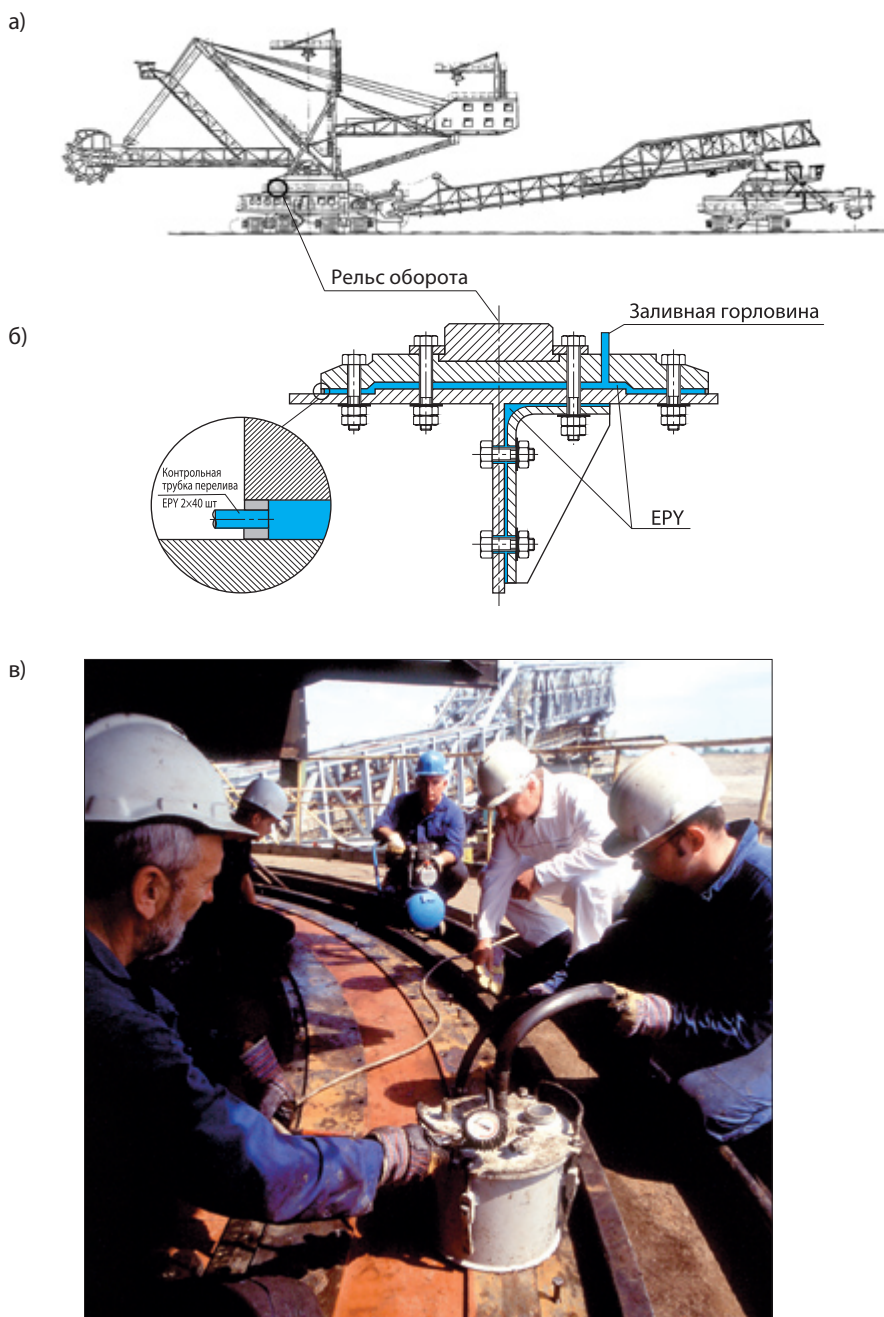 а)
Рельс оборота
б)
Заливная горловина
Контрольная
трубка перелива
EPY 2×40 шт
EPY
в)